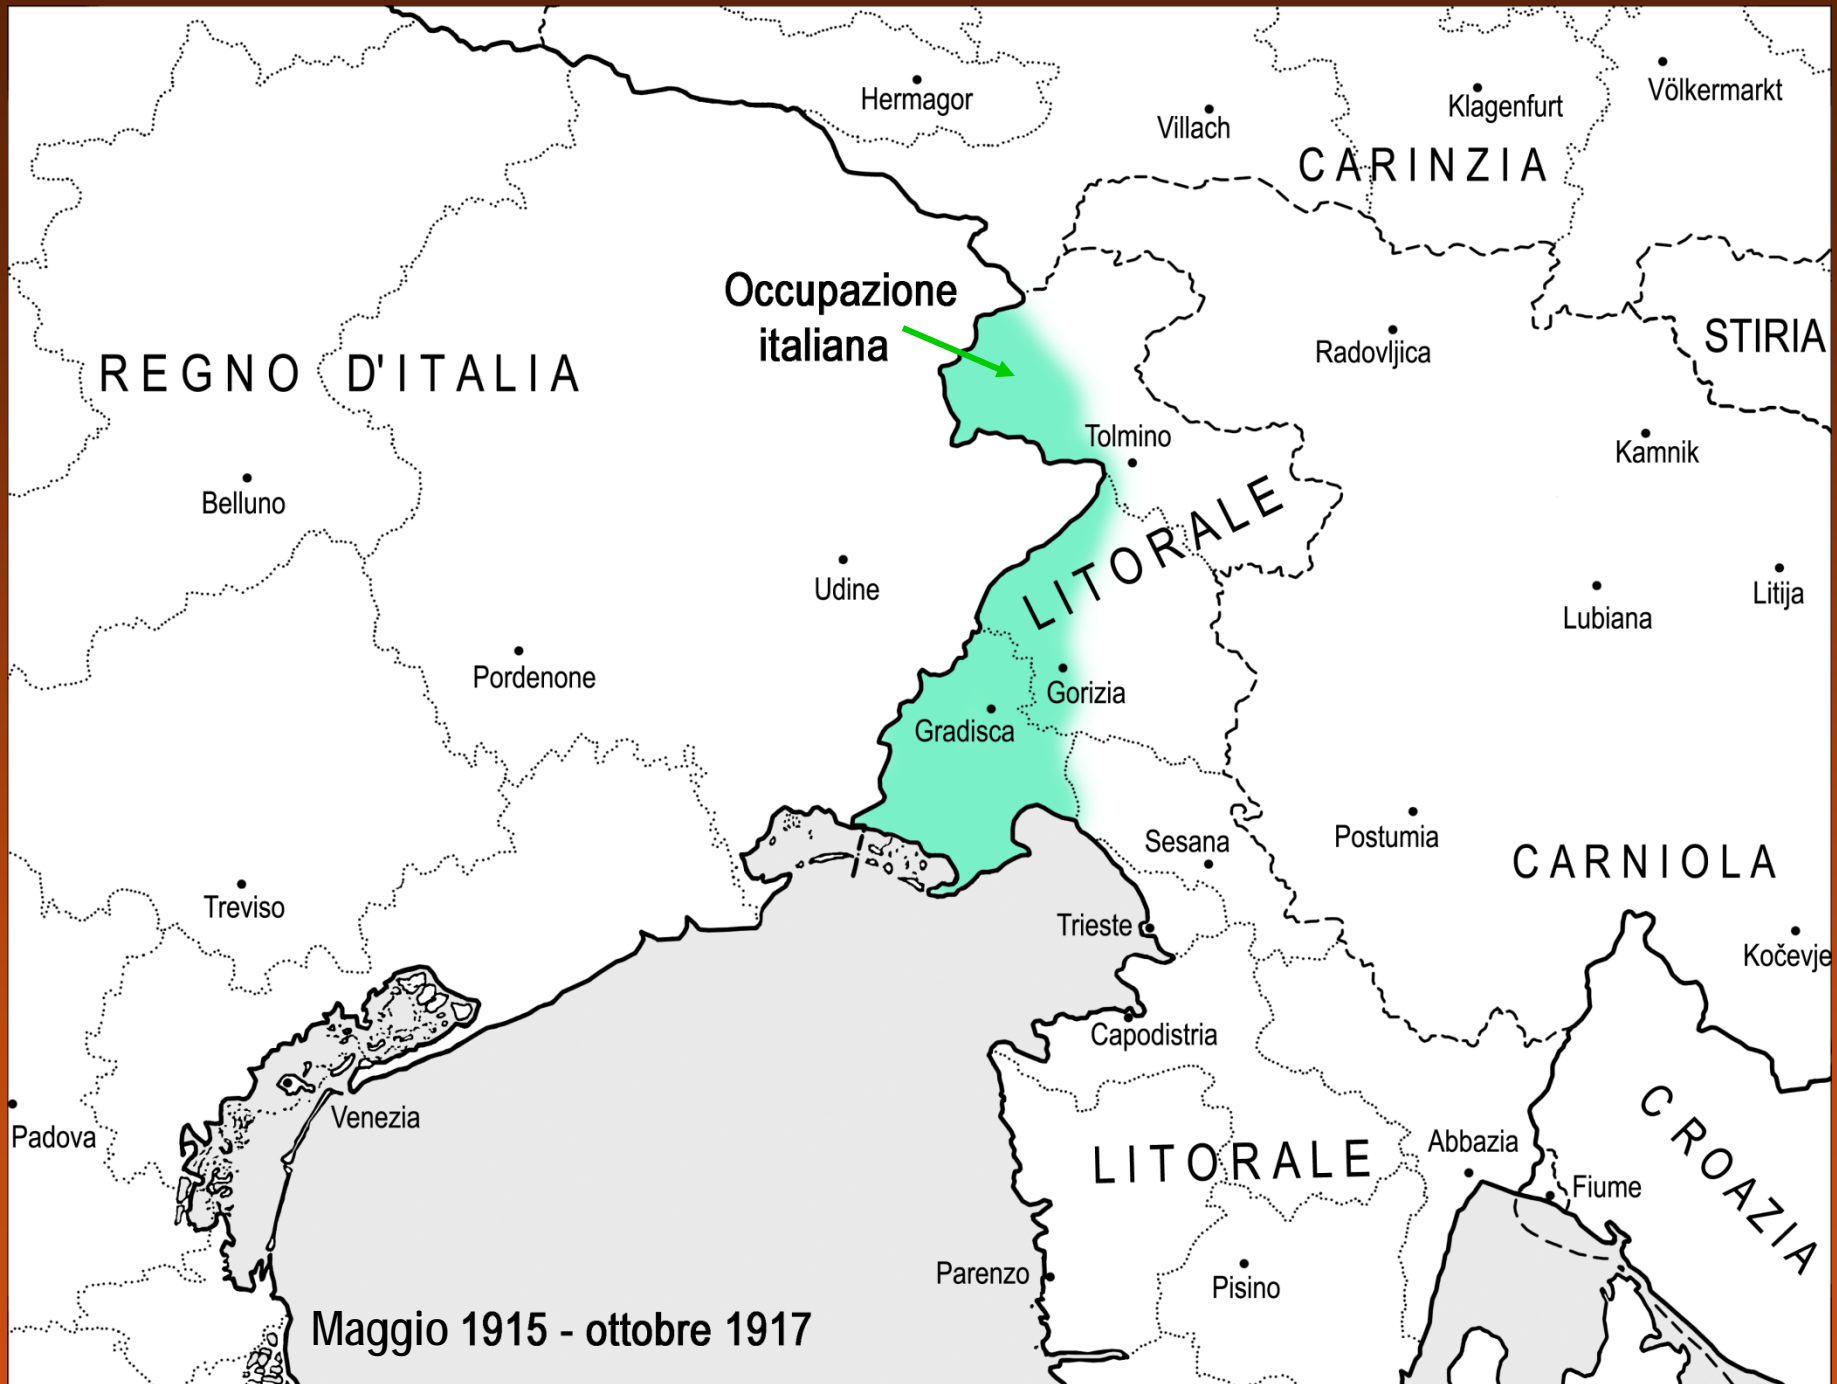 Hermagor
Villach
Klagenfurt
Völkermarkt
CARINZIA
Occupazione
italiana
REGNO D'ITALIA
Radovljica
STIRIA
Tolmino
Kamnik
Belluno
LITORALE
Udine
Lubiana
Litija
Pordenone
Gorizia
Gradisca
Sesana
Postumia
CARNIOLA
Treviso
Trieste
Kočevje
Capodistria
Venezia
Padova
LITORALE
Abbazia
CROAZIA
Fiume
Parenzo
Pisino
Maggio 1915 - ottobre 1917